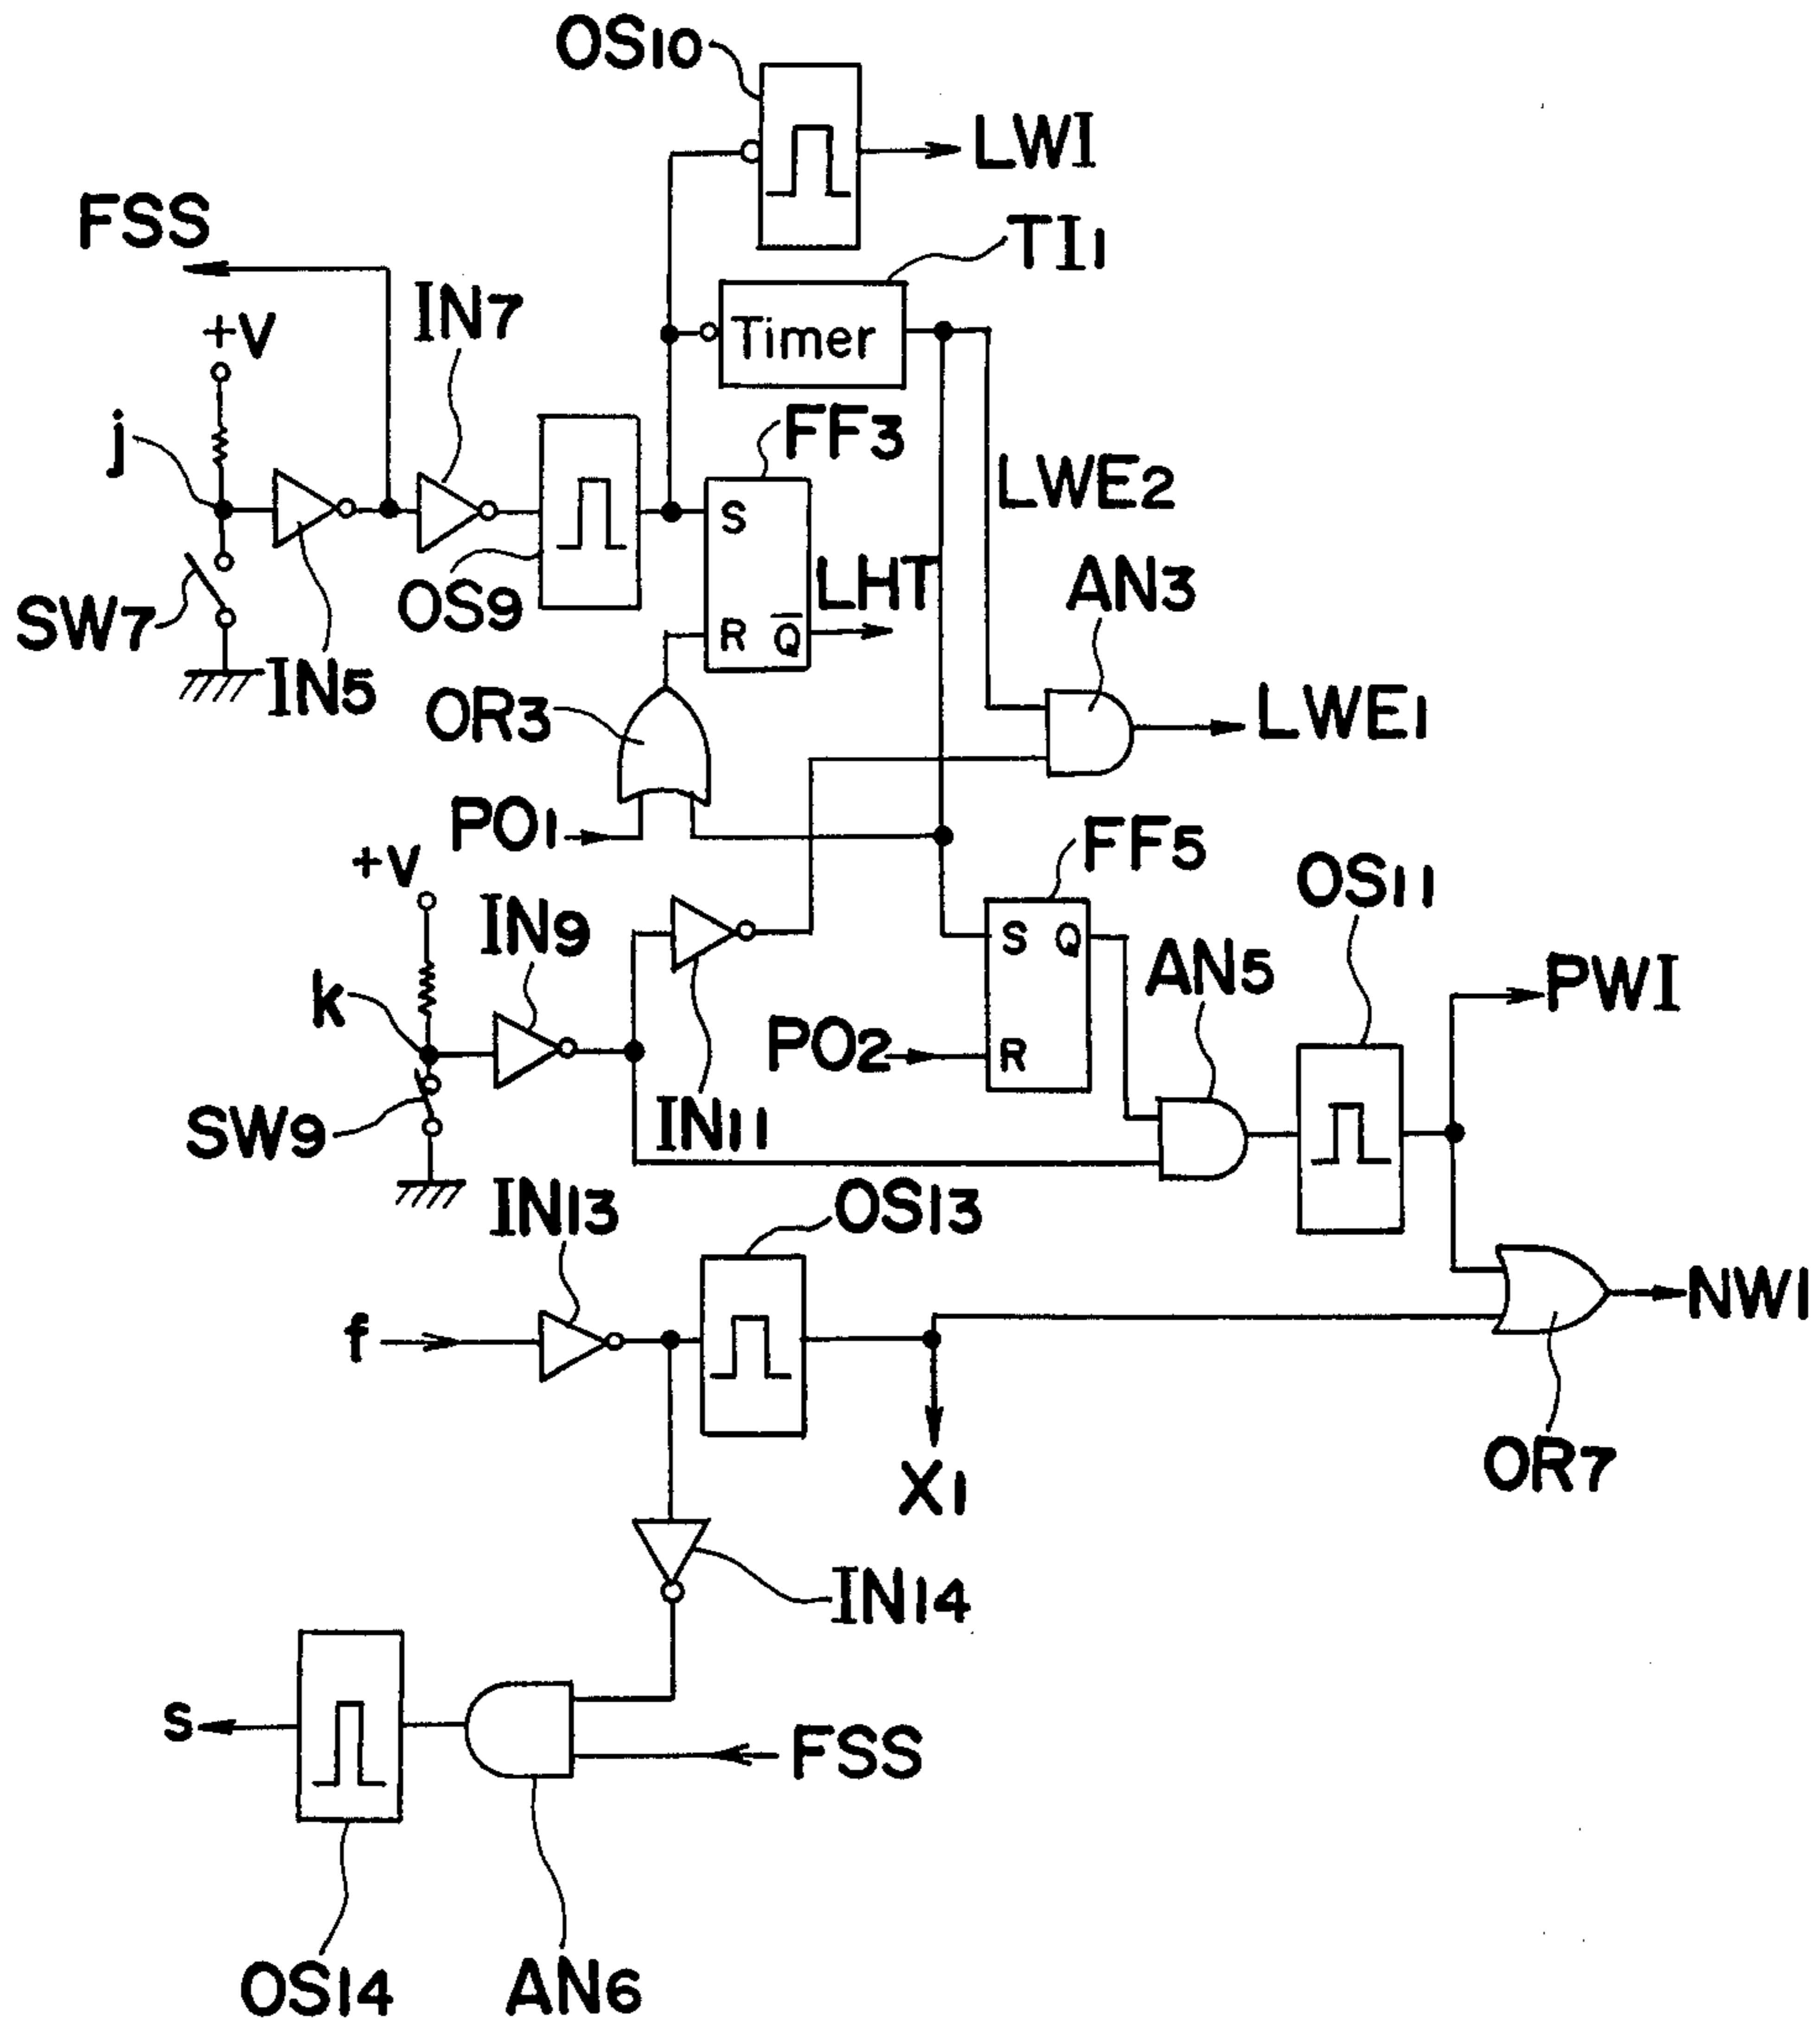 OS10
LWI
FSS
TI1
IN7
+V
Timer
j
FF3
S
LWE2
AN3
OS9
LHT
SW7
R Q̅
IN5
OR3
LWE1
PO1
FF5
+V
OS11
IN9
S Q
AN5
k
PWI
PO2
R
SW9
IN11
IN13
OS13
NWI
f
X1
OR7
IN14
s
FSS
OS14
AN6